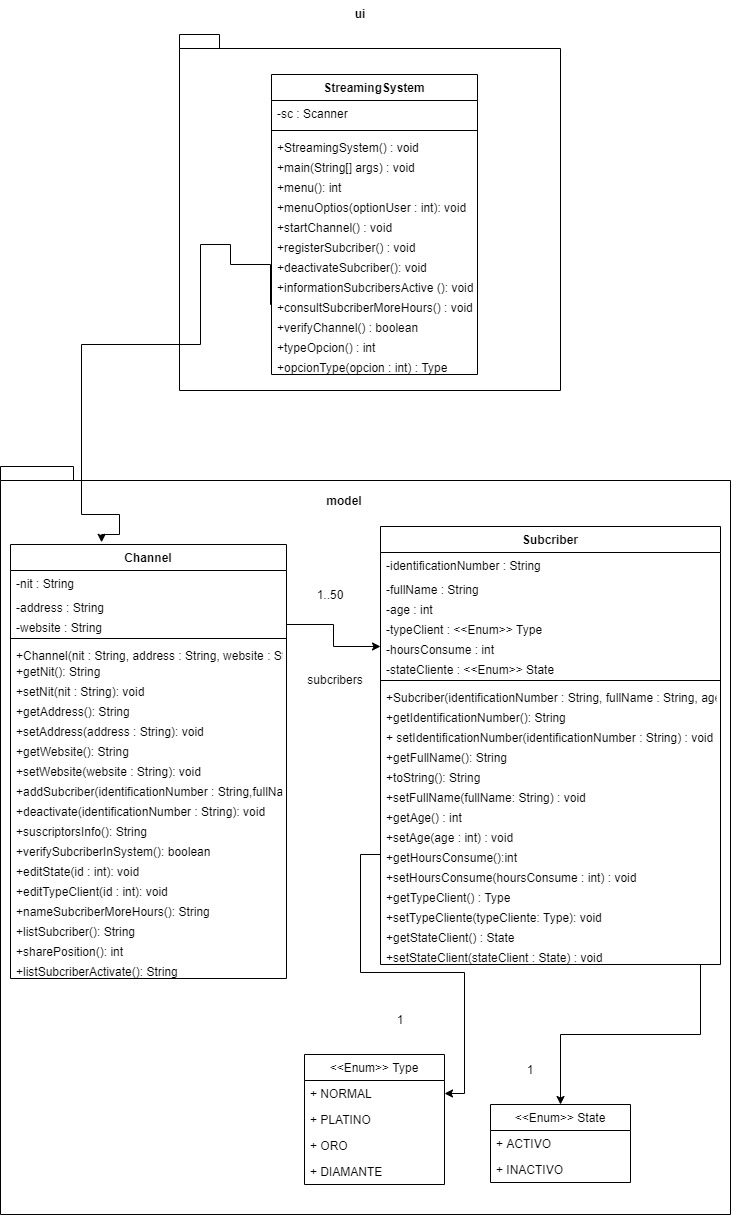 ui
StreamingSystem
-sc : Scanner
+StreamingSystem() : void
+main(String[] args) : void
+menu(): int
+menuOptios(optionUser : int): void
+startChannel() : void
+registerSubcriber() : void
+deactivateSubcriber(): void
+informationSubcribersActive (): void
+consultSubcriberMoreHours() : void
+verifyChannel() : boolean
+typeOpcion() : int
+opcionType(opcion : int) : Type
model
Channel
-nit : String
-address : String
-website : String
+Channel(nit : String, address : String, website : S
+getNit(): String
+setNit(nit : String): void
+getAddress(): String
+setAddress(address : String): void
+getWebsite(): String
+setWebsite(website : String): void
+addSubcriber(identificationNumber : String,fullNa
+deactivate(identificationNumber : String): void
+suscriptorsInfo(): String
+verifySubcriberInSystem(): boolean
+editState(id : int): void
+editTypeClient(id : int): void
+nameSubcriberMoreHours(): String
+listSubcriber(): String
+sharePosition(): int
+listSubcriberActivate(): String
1..50
subcribers
Subcriber
-identificationNumber : String
-fullName : String
-age : int
-typeClient : <<Enum>> Type
-hoursConsume : int
-stateCliente : <<Enum>> State
+Subcriber(identificationNumber : String, fullName : String, age
+getIdentificationNumber(): String
+ setIdentificationNumber(identificationNumber : String) : void
+getFullName(): String
+toString(): String
+setFullName(fullName: String) : void
+getAge() : int
+setAge(age : int) : void
+getHoursConsume():int
+setHoursConsume(hoursConsume : int) : void
+getTypeClient() : Type
+setTypeCliente(typeCliente: Type): void
+getStateClient() : State
+setStateClient(stateClient : State) : void
1
<<Enum>> Type
+ NORMAL
+ PLATINO
+ ORO
+ DIAMANTE
1
<<Enum>> State
+ ACTIVO
+ INACTIVO